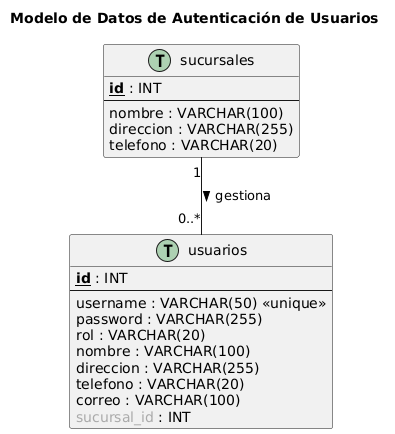 Modelo de Datos de Autenticación de Usuarios
T sucursales
id : INT
nombre : VARCHAR(100)
direccion : VARCHAR(255)
telefono : VARCHAR(20)
1
gestiona
0..*
T usuarios
id : INT
username : VARCHAR(50) «unique»
password : VARCHAR(255)
rol : VARCHAR(20)
nombre : VARCHAR(100)
direccion : VARCHAR(255)
telefono : VARCHAR(20)
correo : VARCHAR(100)
sucursal_id : INT